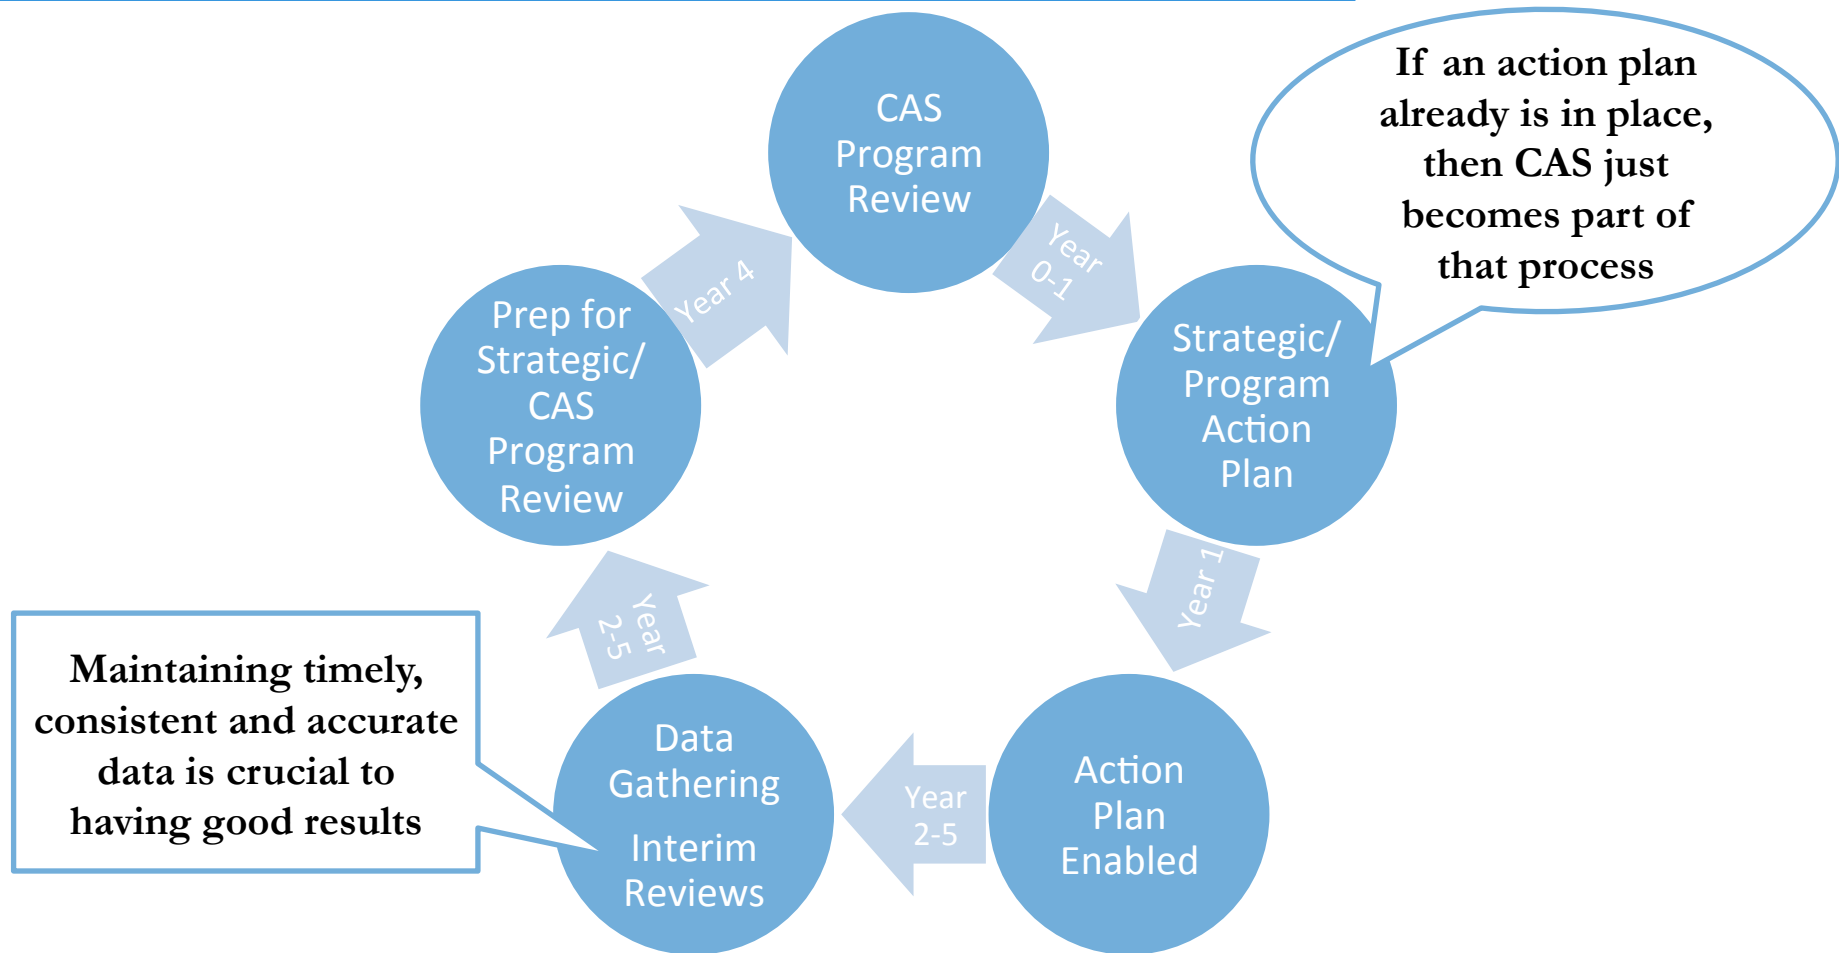 CAS
Program
Review
If an action plan
already is in place,
then CAS just
becomes part of
that process
Year
0-1
Strategic/
Program
Action
Plan
Year 1
Action
Plan
Enabled
Year
2-5
Data
Gathering
Interim
Reviews
Maintaining timely,
consistent and accurate
data is crucial to
having good results
Year
2-5
Prep for
Strategic/
CAS
Program
Review
Year 4